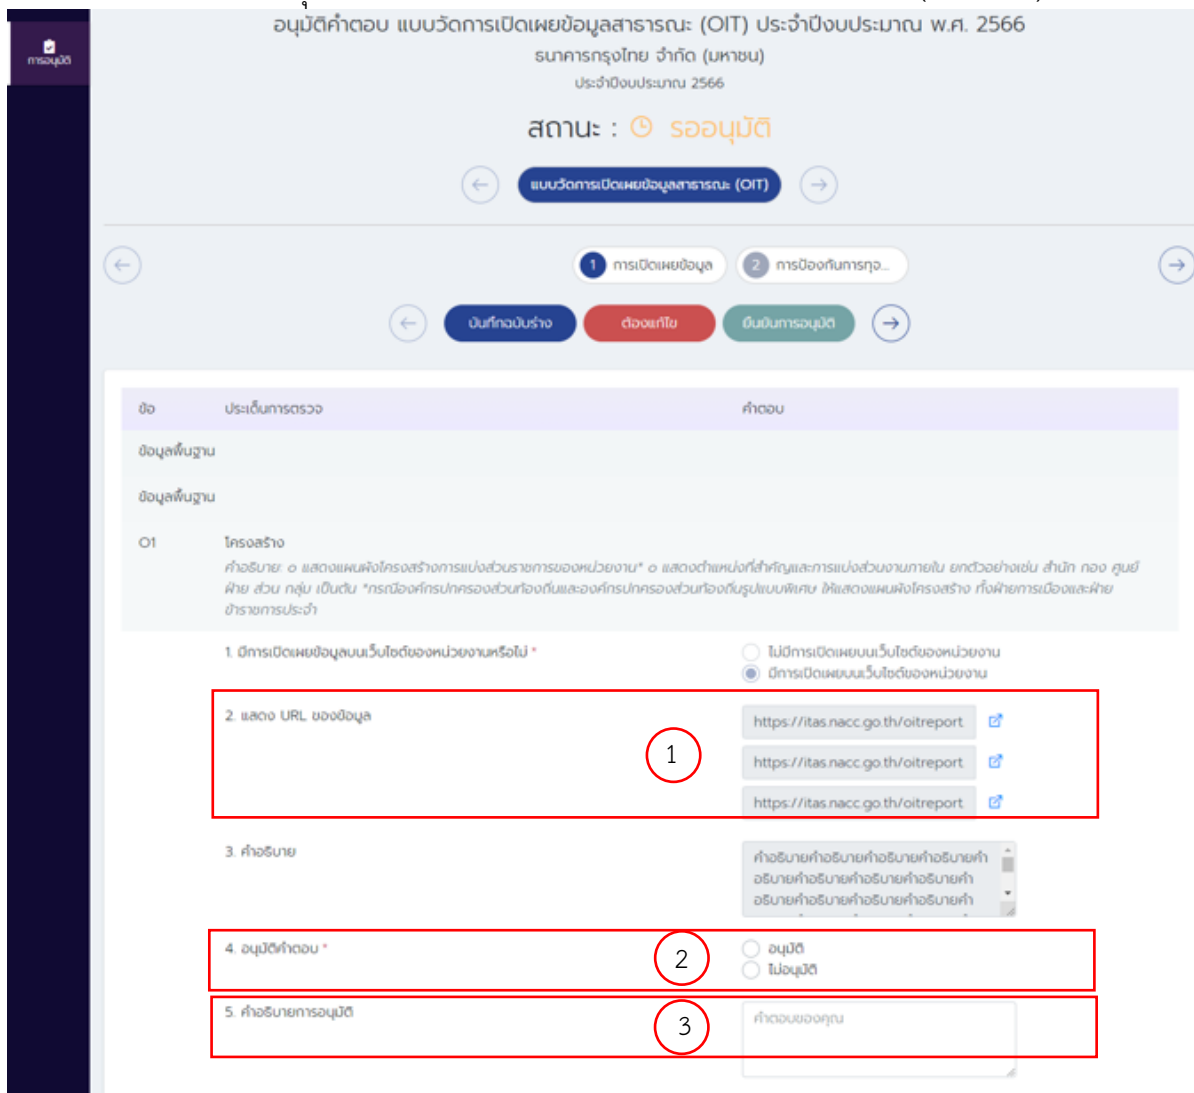 การอนุมัติ
อนุมัติคำตอบ แบบวัดการเปิดเผยข้อมูลสาธารณะ (OIT) ประจำปีงบประมาณ พ.ศ. 2566
ธนาคารกรุงไทย จำกัด (มหาชน)
ประจำปีงบประมาณ 2566
สถานะ : รออนุมัติ
แบบวัดการเปิดเผยข้อมูลสาธารณะ (OIT)
1 การเปิดเผยข้อมูล 2 การป้องกันการทุจ...
บันทึกฉบับร่าง ต้องแก้ไข ยืนยันการอนุมัติ
ข้อ ประเด็นการตรวจ คำตอบ
ข้อมูลพื้นฐาน
ข้อมูลพื้นฐาน
O1 โครงสร้าง
คำอธิบาย: o แสดงแผนผังโครงสร้างการแบ่งส่วนราชการของหน่วยงาน* o แสดงตำแหน่งที่สำคัญและการแบ่งส่วนงานภายใน ยกตัวอย่างเช่น สำนัก กอง ศูนย์
ฝ่าย ส่วน กลุ่ม เป็นต้น *กรณีองค์กรปกครองส่วนท้องถิ่นและองค์กรปกครองส่วนท้องถิ่นรูปแบบพิเศษ ให้แสดงแผนผังโครงสร้าง ทั้งฝ่ายการเมืองและฝ่าย
ข้าราชการประจำ
1. มีการเปิดเผยข้อมูลบนเว็บไซต์ของหน่วยงานหรือไม่ * ไม่มีการเปิดเผยบนเว็บไซต์ของหน่วยงาน
มีการเปิดเผยบนเว็บไซต์ของหน่วยงาน
2. แสดง URL ของข้อมูล https://itas.nacc.go.th/oitreport
1 https://itas.nacc.go.th/oitreport
https://itas.nacc.go.th/oitreport
3. คำอธิบาย คำอธิบายคำอธิบายคำอธิบายคำอธิบายคำ
อธิบายคำอธิบายคำอธิบายคำอธิบายคำ
อธิบายคำอธิบายคำอธิบายคำอธิบายคำ
4. อนุมัติคำตอบ * 2 อนุมัติ
ไม่อนุมัติ
5. คำอธิบายการอนุมัติ 3 คำตอบของคุณ